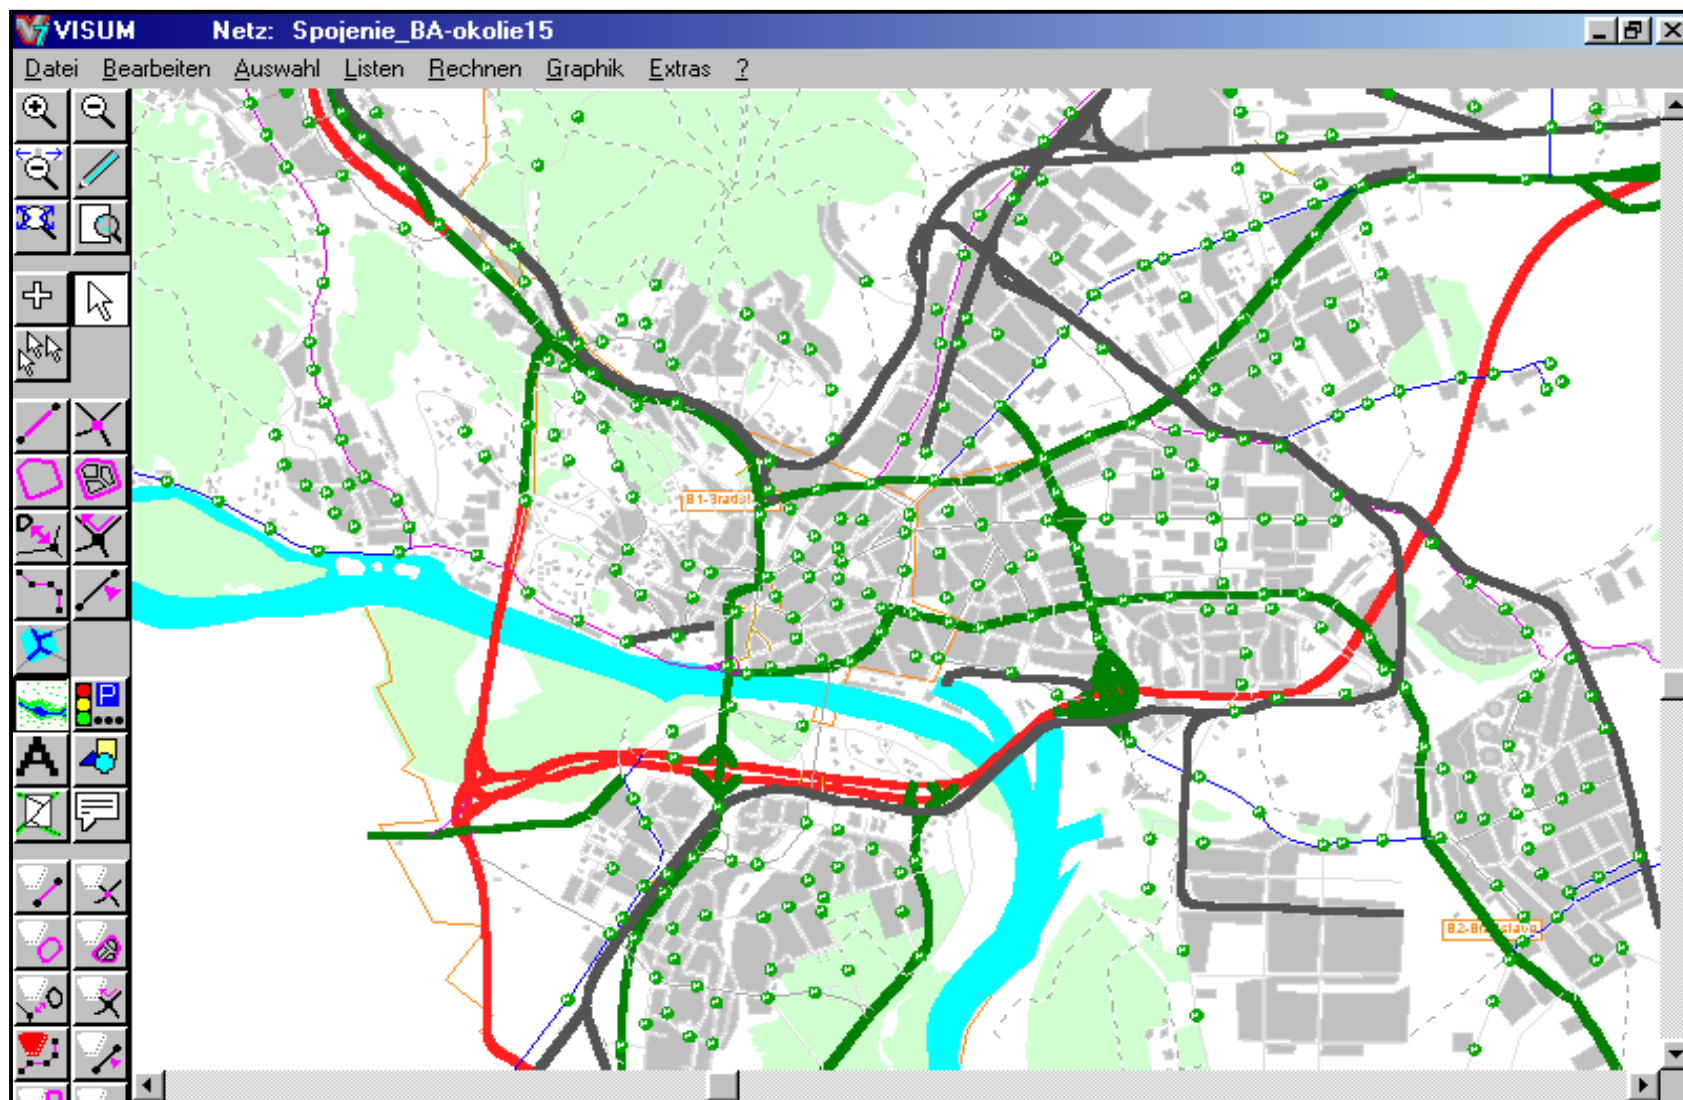 VISUM Netz: Spojenie_BA-okolie15
Datei Bearbeiten Auswahl Listen Rechnen Graphik Extras ?
P
A